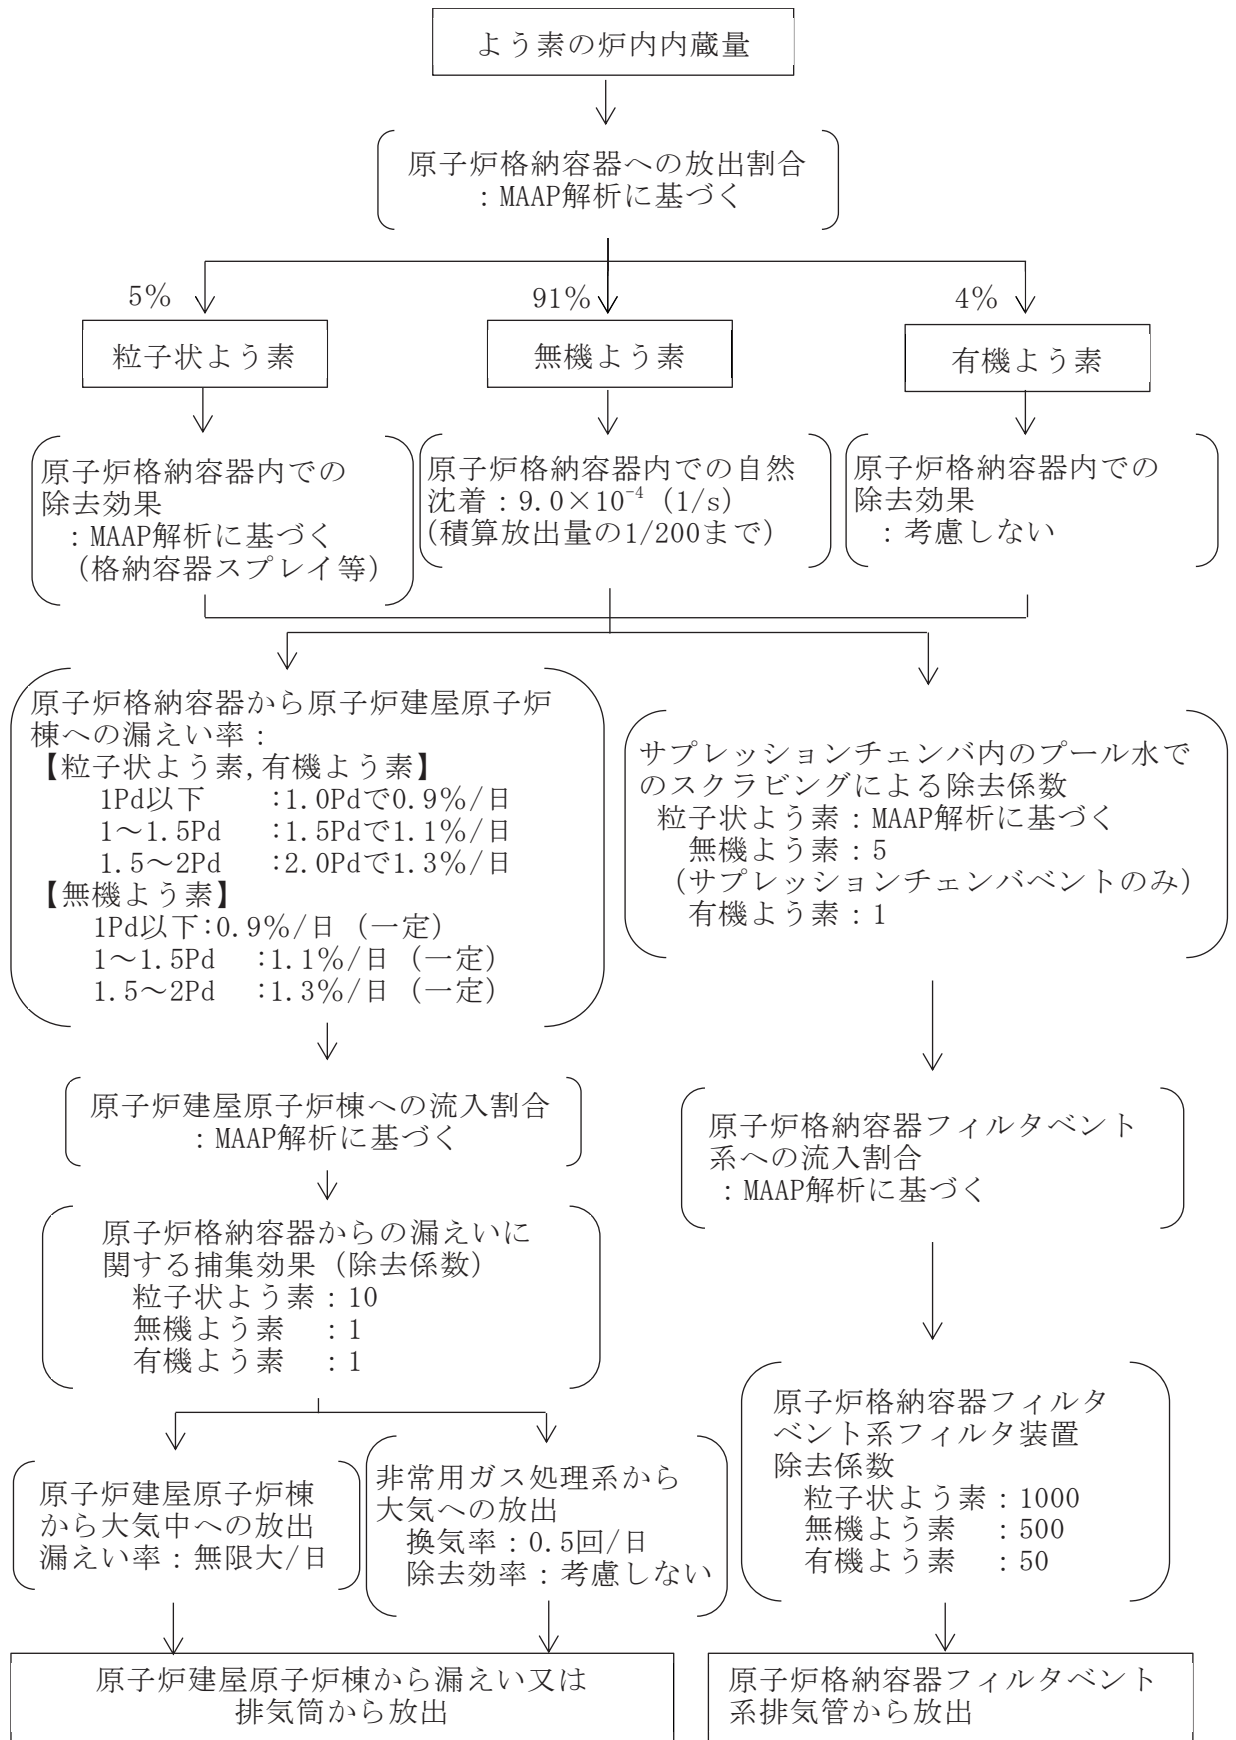 よう素の炉内内蔵量
原子炉格納容器への放出割合
：MAAP解析に基づく
5%
91%
4%
粒子状よう素
無機よう素
有機よう素
原子炉格納容器内での
除去効果
：MAAP解析に基づく
（格納容器スプレイ等）
原子炉格納容器内での自然
沈着：9.0×10⁻⁴（1/s）
(積算放出量の1/200まで）
原子炉格納容器内での
除去効果
：考慮しない
原子炉格納容器から原子炉建屋原子炉
棟への漏えい率：
【粒子状よう素,有機よう素】
1Pd以下　　:1.0Pdで0.9%/日
1～1.5Pd　　:1.5Pdで1.1%/日
1.5～2Pd　　:2.0Pdで1.3%/日
【無機よう素】
1Pd以下:0.9%/日（一定）
1～1.5Pd　:1.1%/日（一定）
1.5～2Pd　:1.3%/日（一定）
サプレッションチェンバ内のプール水で
のスクラビングによる除去係数
粒子状よう素：MAAP解析に基づく
無機よう素：5
（サプレッションチェンバベントのみ）
有機よう素：1
原子炉建屋原子炉棟への流入割合
：MAAP解析に基づく
原子炉格納容器フィルタベント
系への流入割合
：MAAP解析に基づく
原子炉格納容器からの漏えいに
関する捕集効果（除去係数）
粒子状よう素：10
無機よう素　：1
有機よう素　：1
原子炉格納容器フィルタ
ベント系フィルタ装置
除去係数
粒子状よう素：1000
無機よう素　：500
有機よう素　：50
原子炉建屋原子炉棟
から大気中への放出
漏えい率：無限大/日
非常用ガス処理系から
大気への放出
換気率：0.5回/日
除去効率：考慮しない
原子炉建屋原子炉棟から漏えい又は
排気筒から放出
原子炉格納容器フィルタベント
系排気管から放出